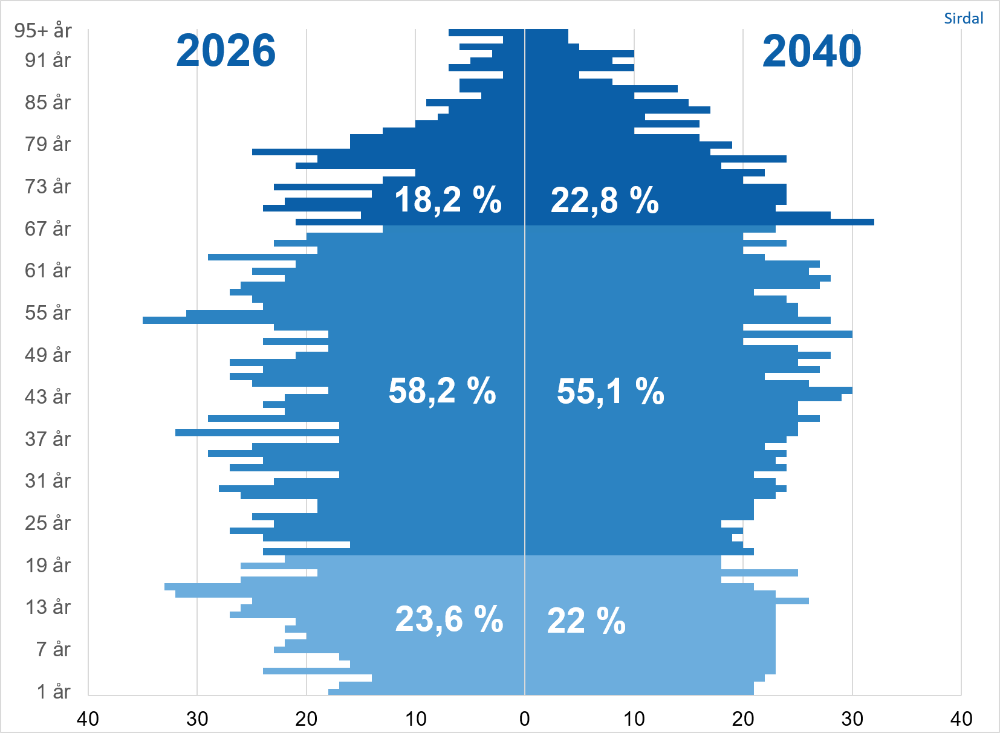 Sirdal
2026
2040
95+ år
91 år
85 år
79 år
73 år
67 år
61 år
55 år
49 år
43 år
37 år
31 år
25 år
19 år
13 år
7 år
1 år
18,2 %
22,8 %
58,2 %
55,1 %
23,6 %
22 %
40 30 20 10 0 10 20 30 40